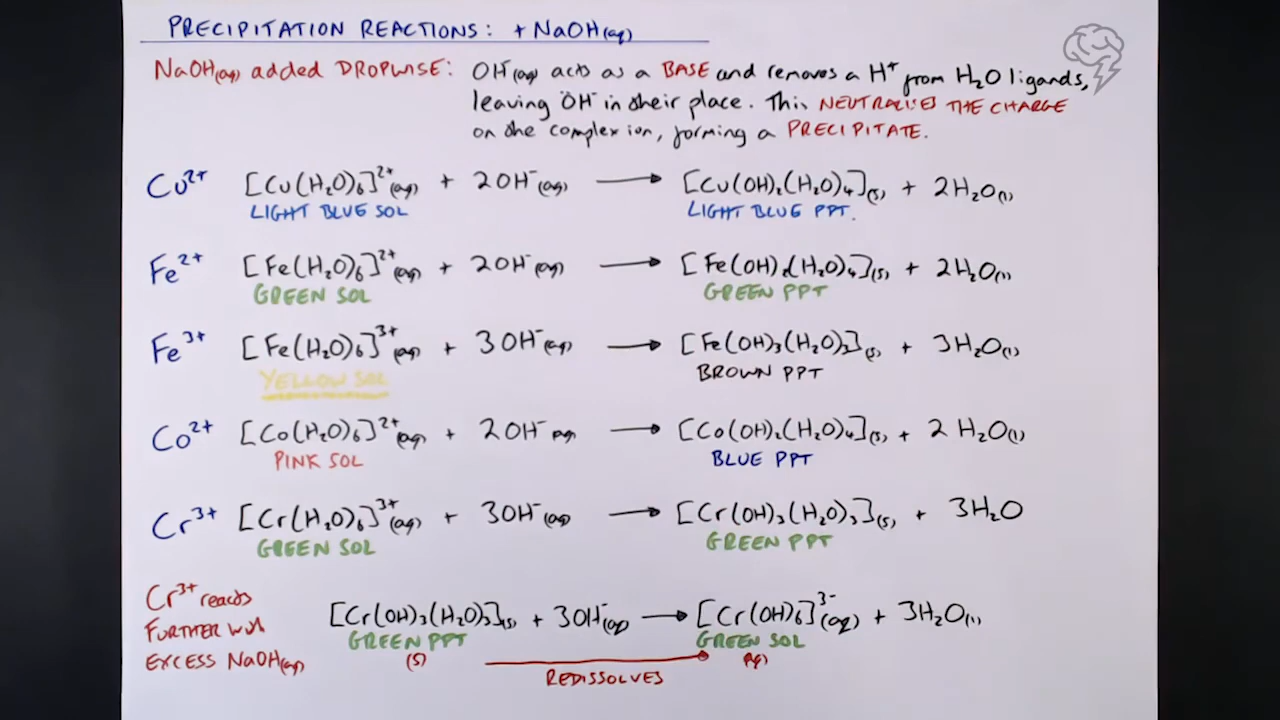 PRECIPITATION REACTIONS: + NaOH(aq)
NaOH(aq) added DROPWISE: OH⁻(aq) acts as a BASE and removes a H⁺ from H₂O ligands,
leaving OH⁻ in their place. This NEUTRALISES THE CHARGE
on the complex ion, forming a PRECIPITATE.
Cu²⁺ [Cu(H₂O)₆]²⁺(aq) + 2OH⁻(aq) → [Cu(OH)₂(H₂O)₄](s) + 2H₂O(l)
LIGHT BLUE SOL LIGHT BLUE PPT.
Fe²⁺ [Fe(H₂O)₆]²⁺(aq) + 2OH⁻(aq) → [Fe(OH)₂(H₂O)₄](s) + 2H₂O(l)
GREEN SOL GREEN PPT
Fe³⁺ [Fe(H₂O)₆]³⁺(aq) + 3OH⁻(aq) → [Fe(OH)₃(H₂O)₃](s) + 3H₂O(l)
YELLOW SOL BROWN PPT
Co²⁺ [Co(H₂O)₆]²⁺(aq) + 2OH⁻(aq) → [Co(OH)₂(H₂O)₄](s) + 2H₂O(l)
PINK SOL BLUE PPT
Cr³⁺ [Cr(H₂O)₆]³⁺(aq) + 3OH⁻(aq) → [Cr(OH)₃(H₂O)₃](s) + 3H₂O
GREEN SOL GREEN PPT
Cr³⁺ reacts
FURTHER with
EXCESS NaOH(aq)
[Cr(OH)₃(H₂O)₃](s) + 3OH⁻(aq) → [Cr(OH)₆]³⁻(aq) + 3H₂O(l)
GREEN PPT GREEN SOL
(s) (aq)
REDISSOLVES